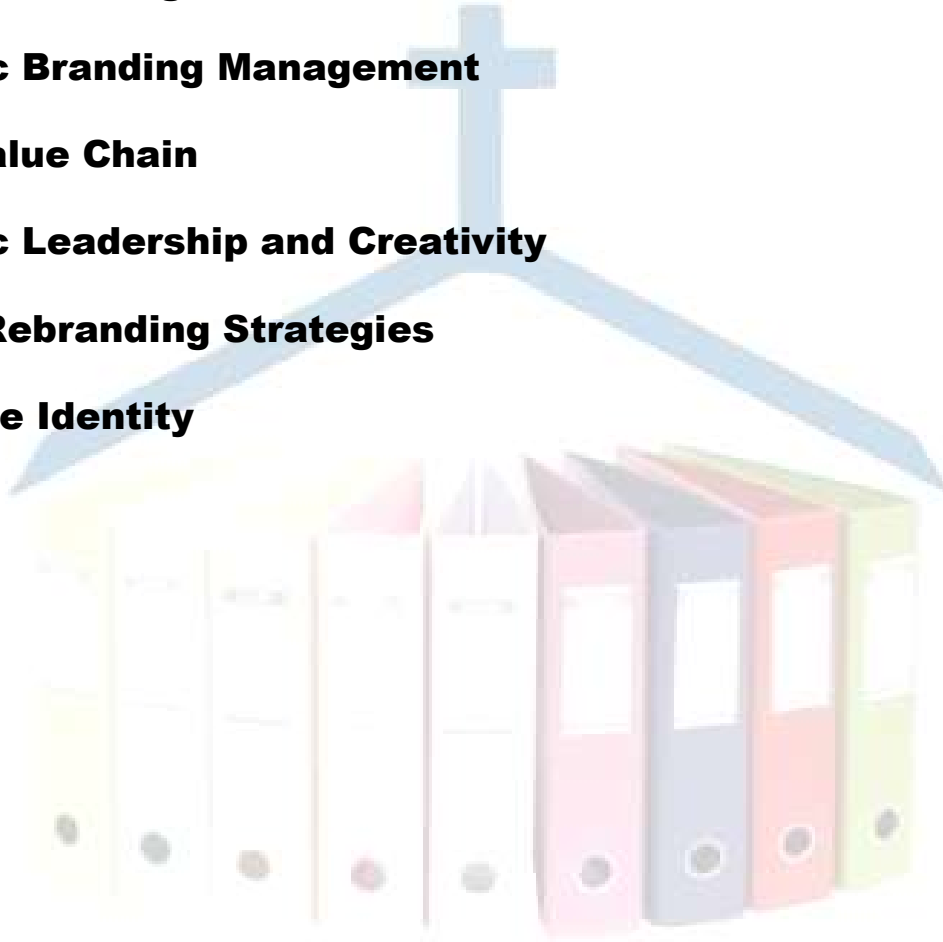 c Branding Management
alue Chain
c Leadership and Creativity
Rebranding Strategies
e Identity